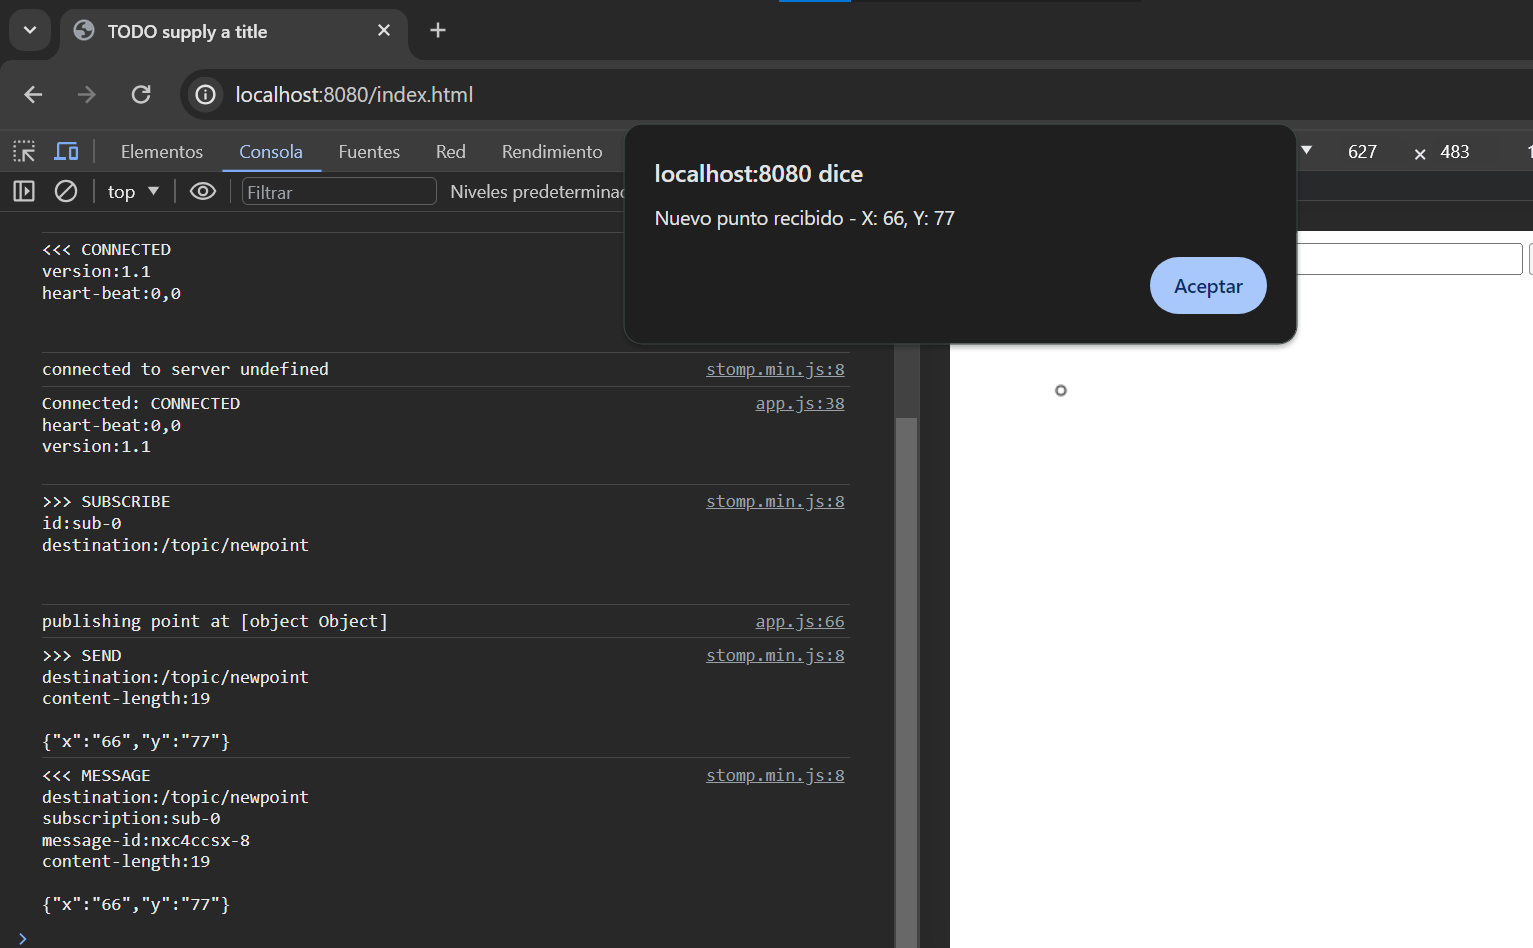 TODO supply a title
localhost:8080/index.html
Elementos Consola Fuentes Red Rendimiento
627 × 483
top Filtrar
localhost:8080 dice
Nuevo punto recibido - X: 66, Y: 77
Aceptar
<<< CONNECTED
version:1.1
heart-beat:0,0
connected to server undefined stomp.min.js:8
Connected: CONNECTED app.js:38
heart-beat:0,0
version:1.1
>>> SUBSCRIBE stomp.min.js:8
id:sub-0
destination:/topic/newpoint
publishing point at [object Object] app.js:66
>>> SEND stomp.min.js:8
destination:/topic/newpoint
content-length:19
{"x":"66","y":"77"}
<<< MESSAGE stomp.min.js:8
destination:/topic/newpoint
subscription:sub-0
message-id:nxc4ccsx-8
content-length:19
{"x":"66","y":"77"}